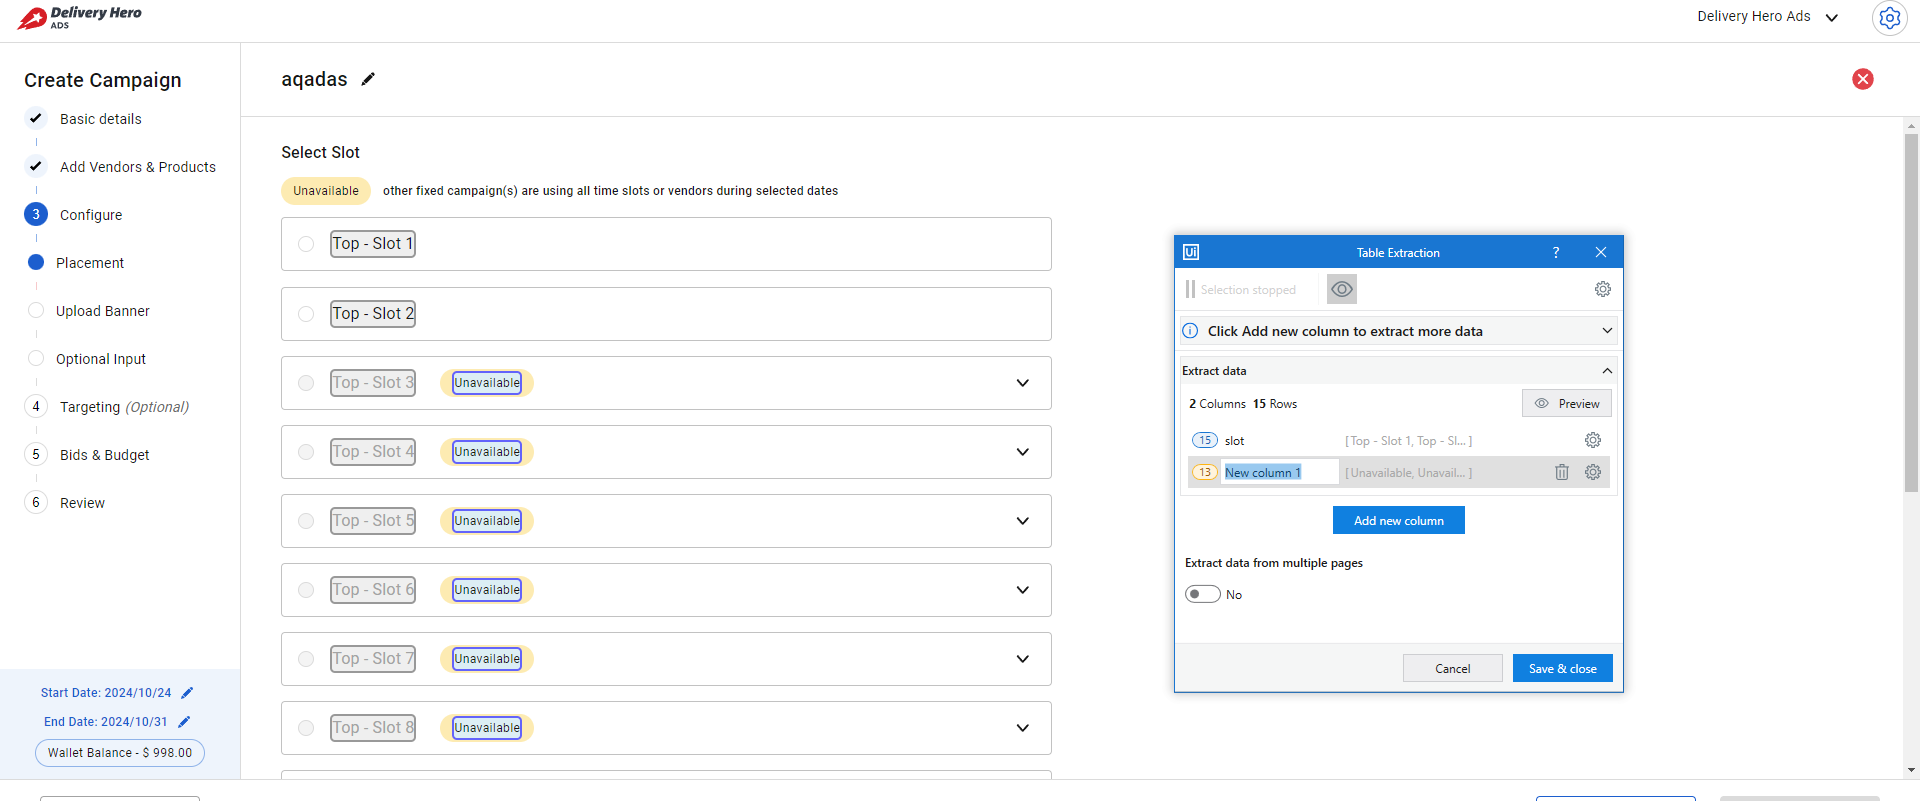 Delivery Hero
ADS
Delivery Hero Ads
Create Campaign
Basic details
Add Vendors & Products
3 Configure
Placement
Upload Banner
Optional Input
4 Targeting (Optional)
5 Bids & Budget
6 Review
Start Date: 2024/10/24
End Date: 2024/10/31
Wallet Balance - $ 998.00
aqadas
Select Slot
Unavailable other fixed campaign(s) are using all time slots or vendors during selected dates
Top - Slot 1
Top - Slot 2
Top - Slot 3 Unavailable
Top - Slot 4 Unavailable
Top - Slot 5 Unavailable
Top - Slot 6 Unavailable
Top - Slot 7 Unavailable
Top - Slot 8 Unavailable
Ui Table Extraction ?
Selection stopped
Click Add new column to extract more data
Extract data
2 Columns 15 Rows Preview
15 slot [ Top - Slot 1, Top - Sl... ]
13 New column 1 [ Unavailable, Unavail... ]
Add new column
Extract data from multiple pages
No
Cancel Save & close